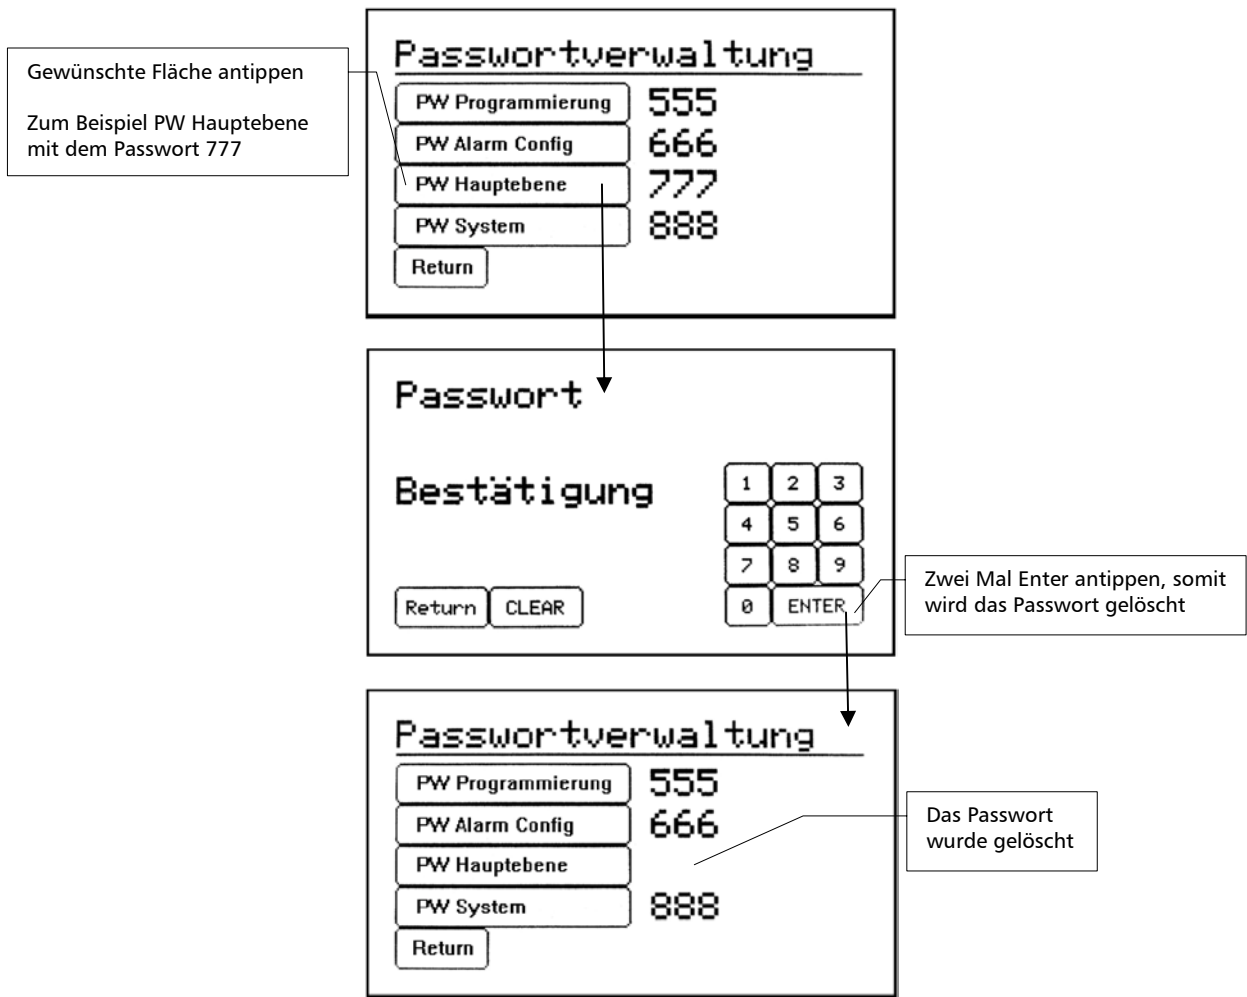 Passwortverwaltung
Gewünschte Fläche antippen
Zum Beispiel PW Hauptebene
mit dem Passwort 777
PW Programmierung 555
PW Alarm Config 666
PW Hauptebene 777
PW System 888
Return
Passwort
Bestätigung
1 2 3
4 5 6
7 8 9
Return CLEAR 0 ENTER
Zwei Mal Enter antippen, somit
wird das Passwort gelöscht
Passwortverwaltung
PW Programmierung 555
PW Alarm Config 666
PW Hauptebene
PW System 888
Return
Das Passwort
wurde gelöscht